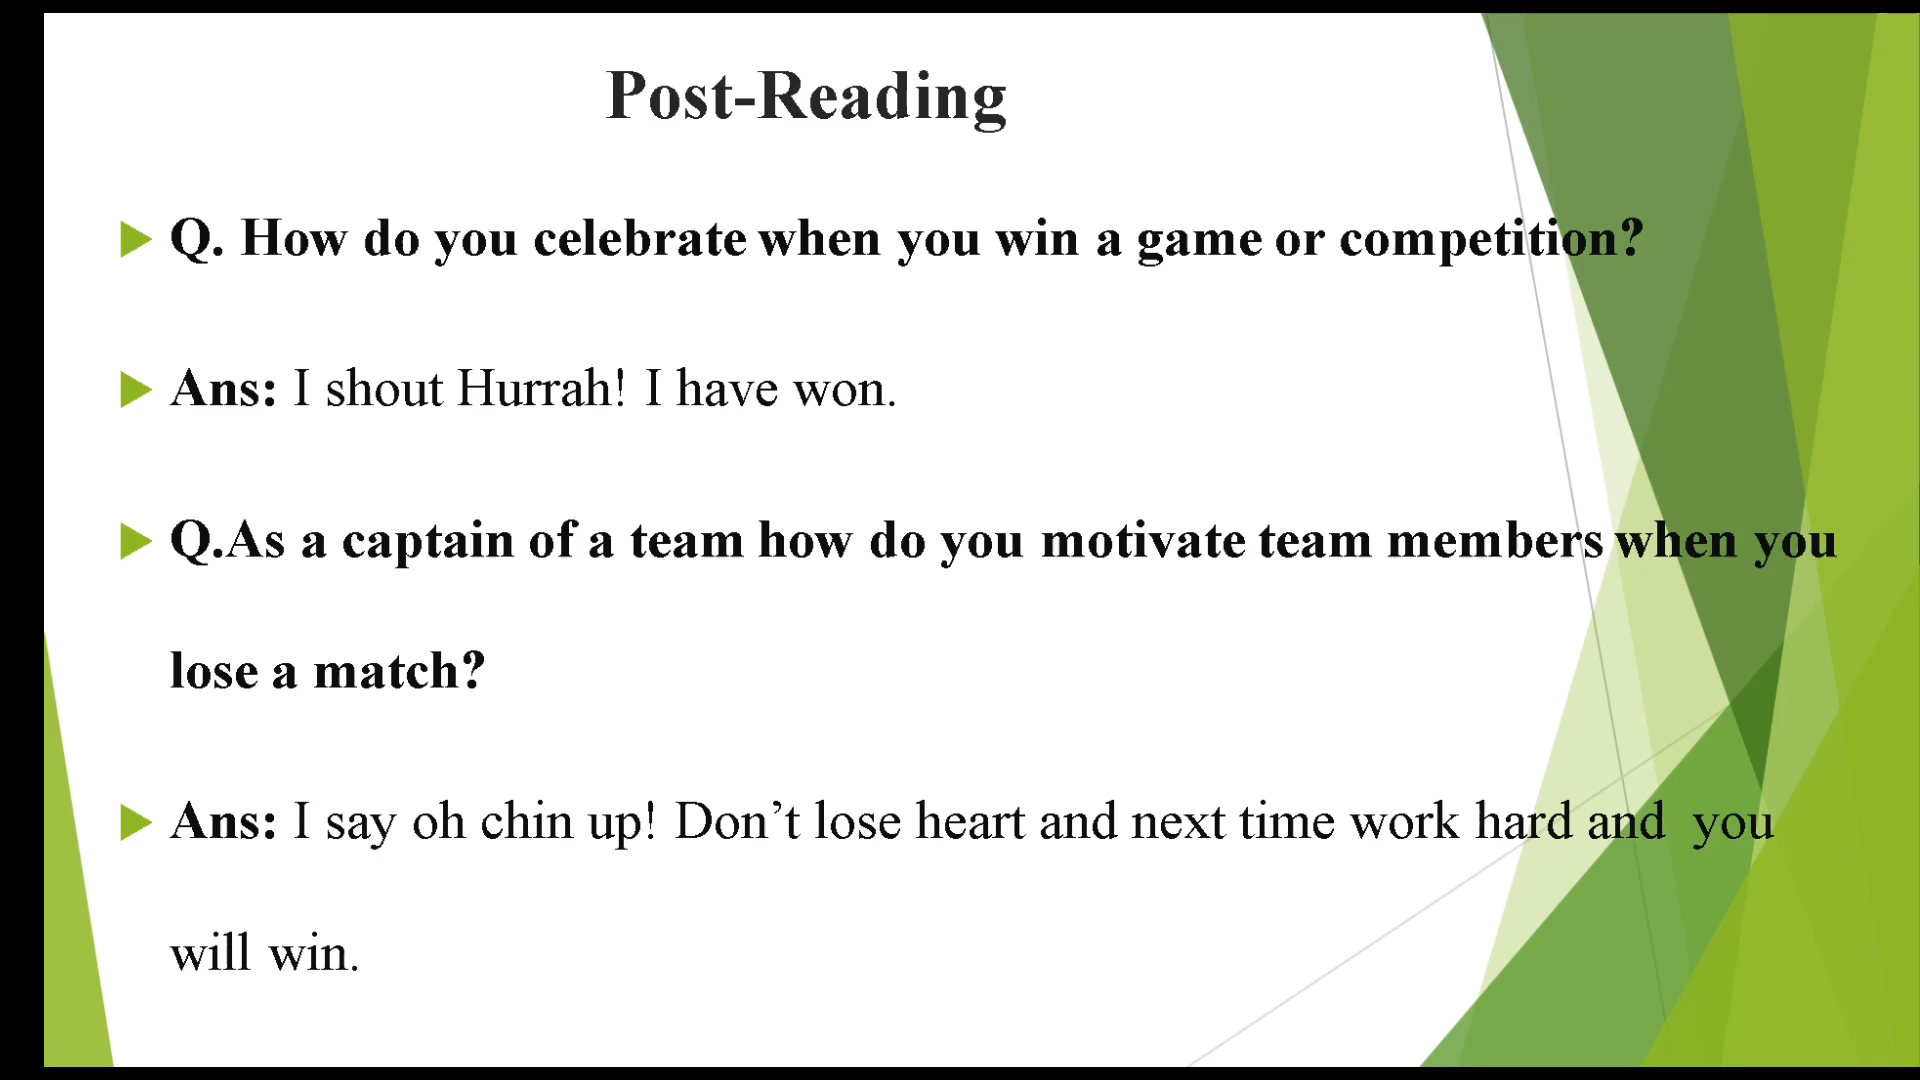 Post-Reading
Q. How do you celebrate when you win a game or competition?
Ans: I shout Hurrah! I have won.
Q.As a captain of a team how do you motivate team members when you
lose a match?
Ans: I say oh chin up! Don’t lose heart and next time work hard and  you
will win.